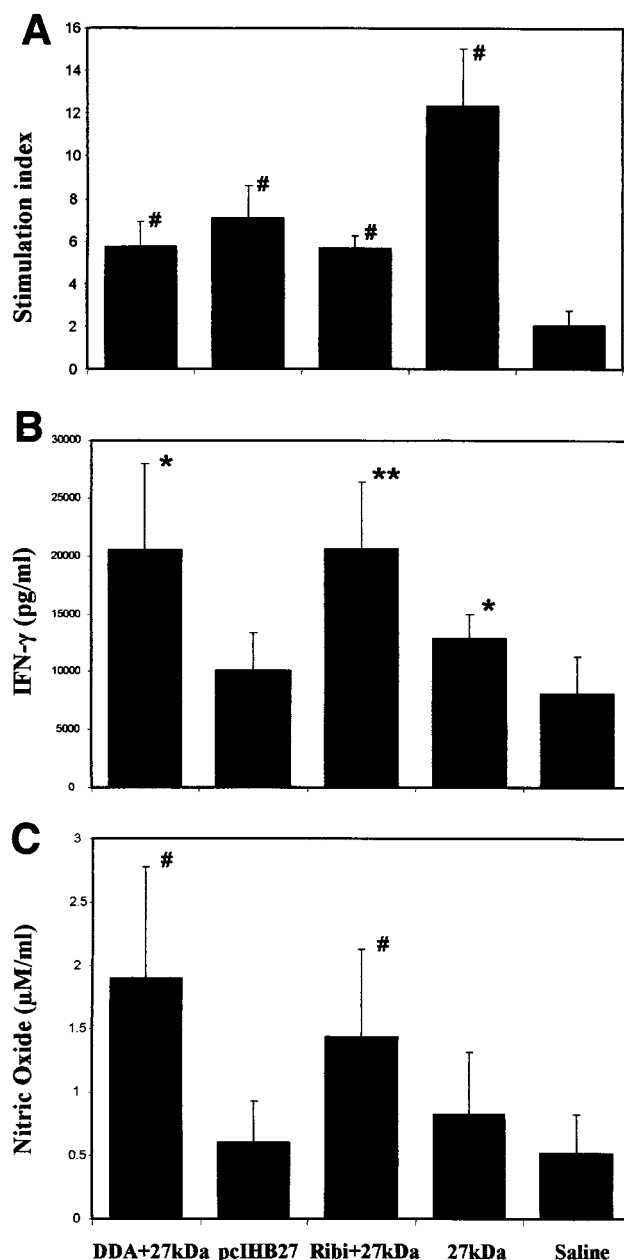 A
16
14
12
10
8
6
4
2
0
Stimulation index
# # # #
B
30000
25000
20000
15000
10000
5000
0
IFN-γ (pg/ml)
* ** *
C
3
2.5
2
1.5
1
0.5
0
Nitric Oxide (µM/ml)
# #
DDA+27kDa pcIHB27 Ribi+27kDa 27kDa Saline